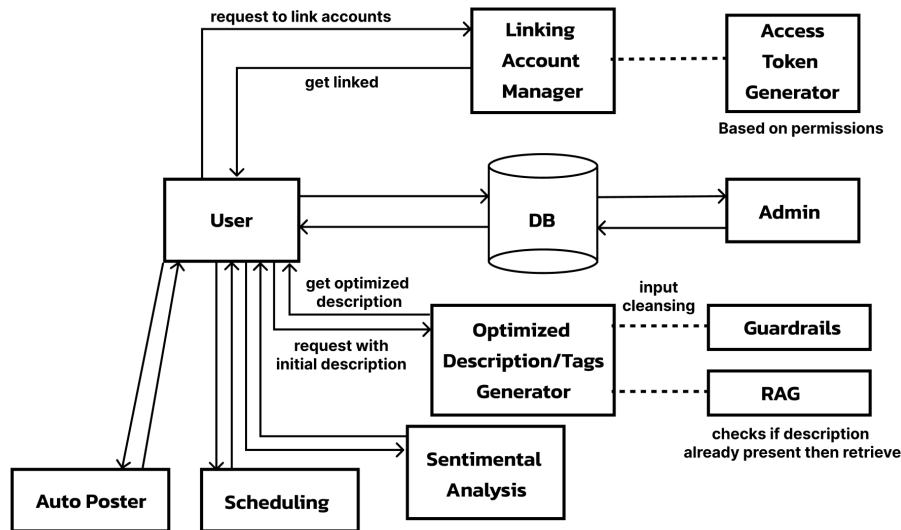 request to link accounts
get linked
Linking
Account
Manager
Access
Token
Generator
Based on permissions
User
DB
Admin
get optimized
description
request with
initial description
Optimized
Description/Tags
Generator
input
cleansing
Guardrails
RAG
checks if description
already present then retrieve
Sentimental
Analysis
Auto Poster
Scheduling